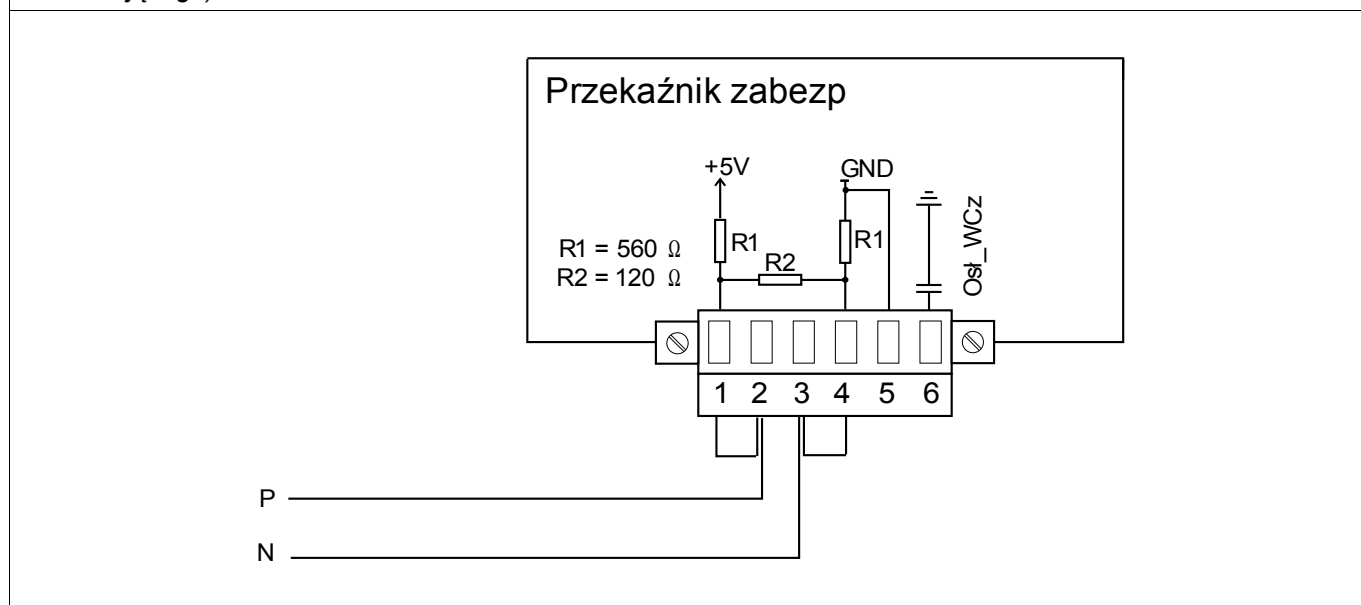 Przekaźnik zabezp
+5V
GND
R1
R1
R2
R1 = 560 Ω
R2 = 120 Ω
Osł_WCz
1 2 3 4 5 6
P
N